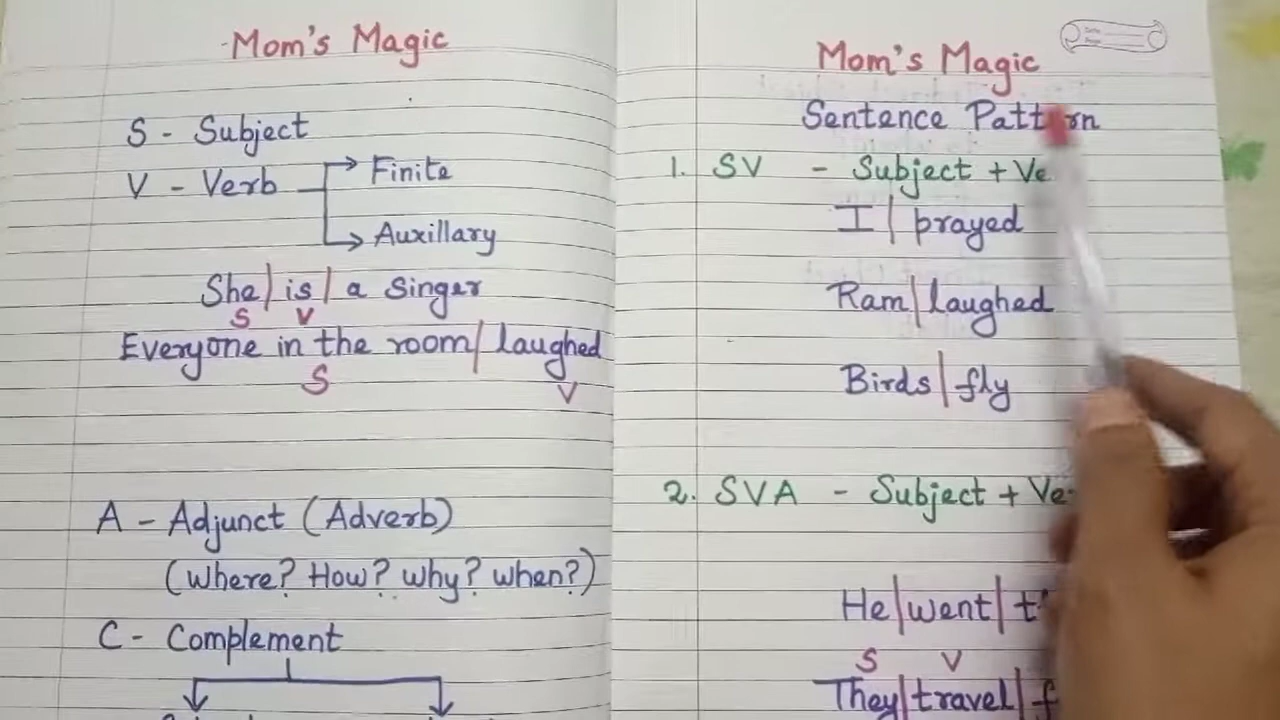 Mom's Magic
S - Subject
V - Verb → Finite
→ Auxillary
She | is | a singer
S V
Everyone in the room | laughed
S V
A - Adjunct (Adverb)
(Where? How? Why? When?)
C - Complement
Mom's Magic
Sentence Pattern
1. SV - Subject + Ve
I | prayed
Ram | laughed
Birds | fly
2. SVA - Subject + Ve
He | went |
S V
They | travel |